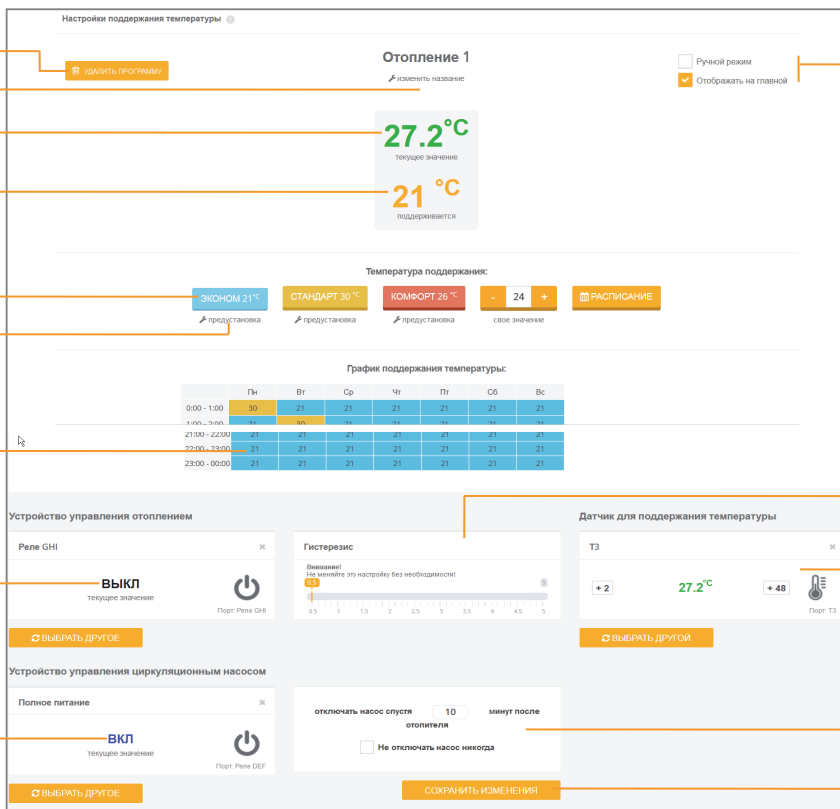 Настройки поддержания температуры ?
Отопление 1
УДАЛИТЬ ПРОГРАММУ
изменить название
Ручной режим
Отображать на главной
27.2°C
текущее значение
21 °C
поддерживается
Температура поддержания:
ЭКОНОМ 21°C СТАНДАРТ 30 °C КОМФОРТ 26 °C - 24 + РАСПИСАНИЕ
предустановка предустановка предустановка свое значение
График поддержания температуры:
Пн Вт Ср Чт Пт Сб Вс
0:00 - 1:00 30 21 21 21 21 21 21
1:00 - 2:00 21 30 21 21 21 21 21
21:00 - 22:00 21 21 21 21 21 21 21
22:00 - 23:00 21 21 21 21 21 21 21
23:00 - 00:00 21 21 21 21 21 21 21
Устройство управления отоплением
Датчик для поддержания температуры
Реле GHI ×
Гистерезис
T3 ×
Внимание!
Не меняйте эту настройку без необходимости!
0.5 5
ВЫКЛ
текущее значение
Порт: Реле GHI
0.5 1 1.5 2 2.5 3 3.5 4 4.5 5
+ 2 27.2°C + 48
Порт: T3
ВЫБРАТЬ ДРУГОЕ
ВЫБРАТЬ ДРУГОЙ
Устройство управления циркуляционным насосом
Полное питание ×
ВКЛ
текущее значение
Порт: Реле DEF
отключать насос спустя 10 минут после
отопителя
Не отключать насос никогда
ВЫБРАТЬ ДРУГОЕ
СОХРАНИТЬ ИЗМЕНЕНИЯ